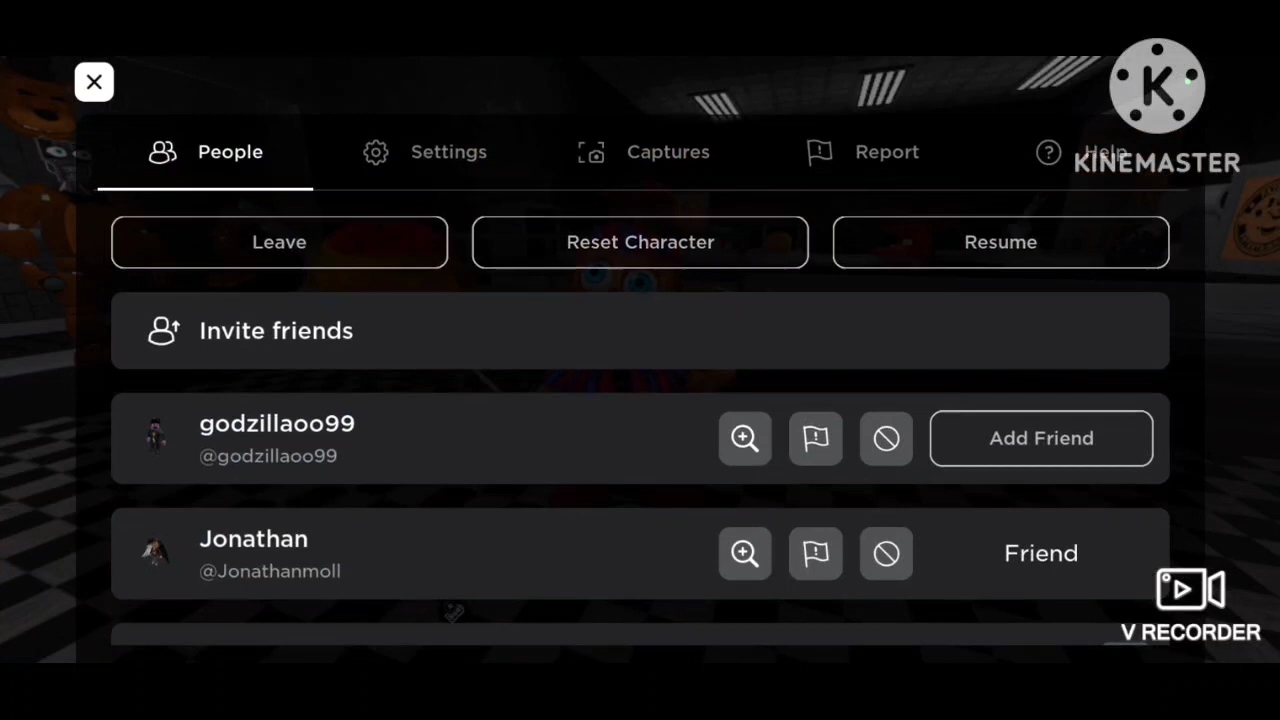 People
Settings
Captures
Report
Help
K
KINEMASTER
Leave
Reset Character
Resume
Invite friends
godzillaoo99
@godzillaoo99
Add Friend
Jonathan
@Jonathanmoll
Friend
V RECORDER